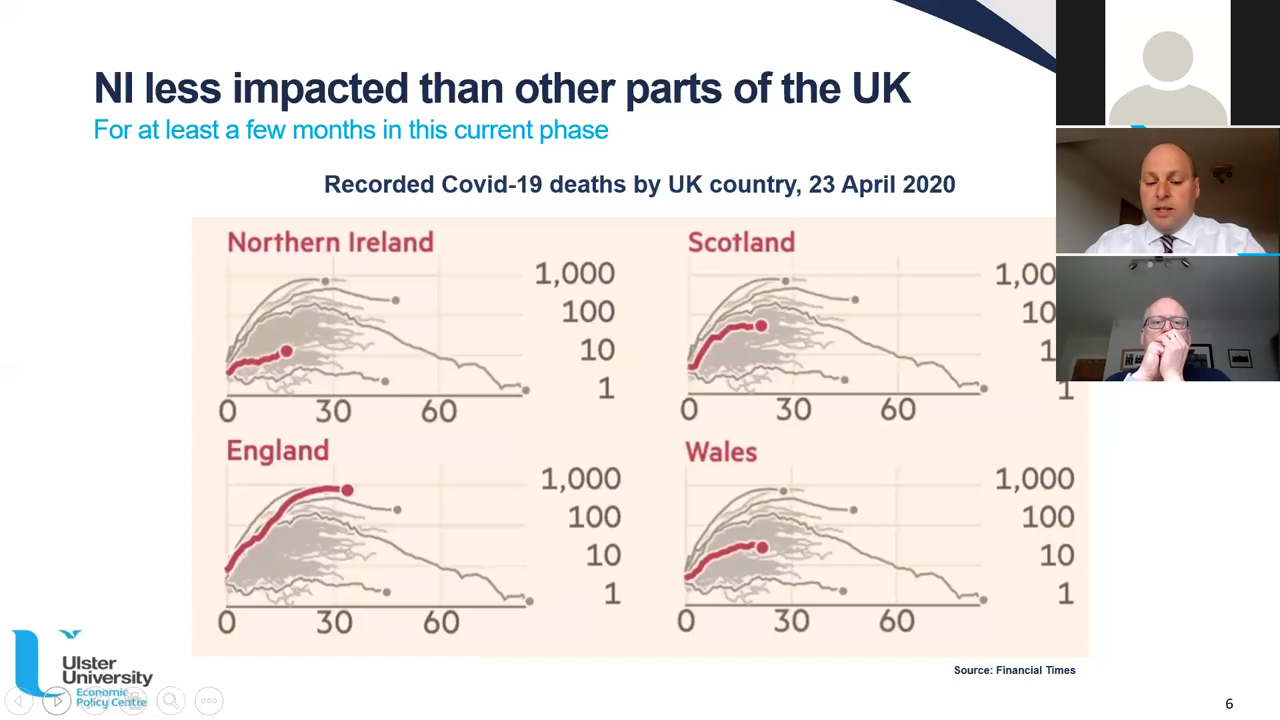 NI less impacted than other parts of the UK
For at least a few months in this current phase
Recorded Covid-19 deaths by UK country, 23 April 2020
Northern Ireland
1,000
100
10
1
0 30 60
Scotland
1,00
10
1
1
0 30 60
England
1,000
100
10
1
0 30 60
Wales
1,000
100
10
1
0 30 60
Source: Financial Times
Ulster
University
Economic
Policy Centre
6